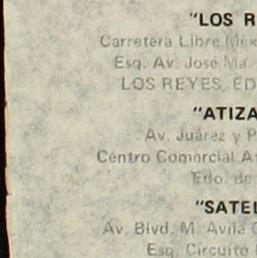 "LOS R
Carretera Libre Méx
Esq. Av. José Ma.
LOS REYES, ED
"ATIZA
Av. Juárez y P
Centro Comercial A
Edo. de
"SATEL
Av. Blvd. M. Avila C
Esq. Circuito